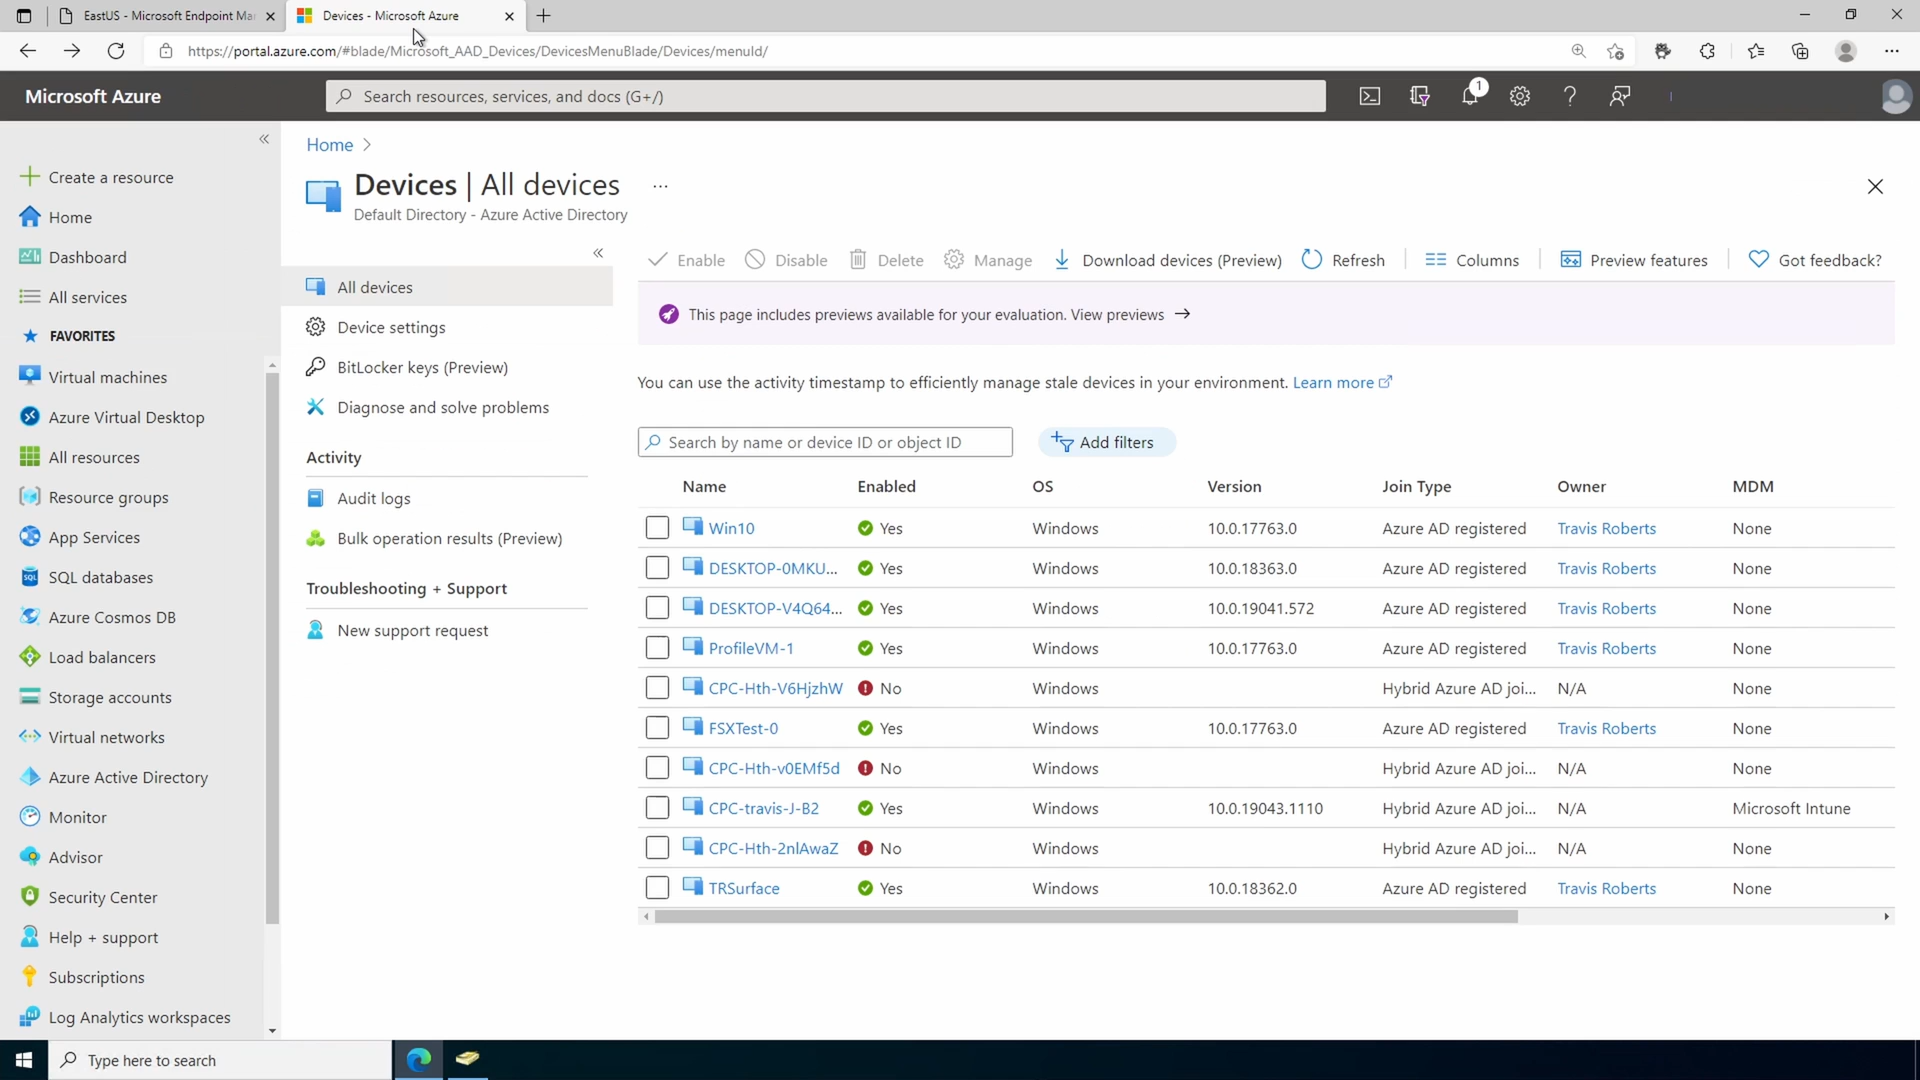 EastUS - Microsoft Endpoint Ma
Devices - Microsoft Azure
https://portal.azure.com/#blade/Microsoft_AAD_Devices/DevicesMenuBlade/Devices/menuId/
Microsoft Azure
Search resources, services, and docs (G+/)
1
Create a resource
Home
Dashboard
All services
FAVORITES
Virtual machines
Azure Virtual Desktop
All resources
Resource groups
App Services
SQL databases
Azure Cosmos DB
Load balancers
Storage accounts
Virtual networks
Azure Active Directory
Monitor
Advisor
Security Center
Help + support
Subscriptions
Log Analytics workspaces
Home
Devices | All devices ...
Default Directory - Azure Active Directory
All devices
Device settings
BitLocker keys (Preview)
Diagnose and solve problems
Activity
Audit logs
Bulk operation results (Preview)
Troubleshooting + Support
New support request
Enable Disable Delete Manage Download devices (Preview) Refresh Columns Preview features Got feedback?
This page includes previews available for your evaluation. View previews →
You can use the activity timestamp to efficiently manage stale devices in your environment. Learn more
Search by name or device ID or object ID
Add filters
Name Enabled OS Version Join Type Owner MDM
Win10 Yes Windows 10.0.17763.0 Azure AD registered Travis Roberts None
DESKTOP-0MKU... Yes Windows 10.0.18363.0 Azure AD registered Travis Roberts None
DESKTOP-V4Q64... Yes Windows 10.0.19041.572 Azure AD registered Travis Roberts None
ProfileVM-1 Yes Windows 10.0.17763.0 Azure AD registered Travis Roberts None
CPC-Hth-V6HjzhW No Windows Hybrid Azure AD joi... N/A None
FSXTest-0 Yes Windows 10.0.17763.0 Azure AD registered Travis Roberts None
CPC-Hth-v0EMf5d No Windows Hybrid Azure AD joi... N/A None
CPC-travis-J-B2 Yes Windows 10.0.19043.1110 Hybrid Azure AD joi... N/A Microsoft Intune
CPC-Hth-2nlAwaZ No Windows Hybrid Azure AD joi... N/A None
TRSurface Yes Windows 10.0.18362.0 Azure AD registered Travis Roberts None
Type here to search